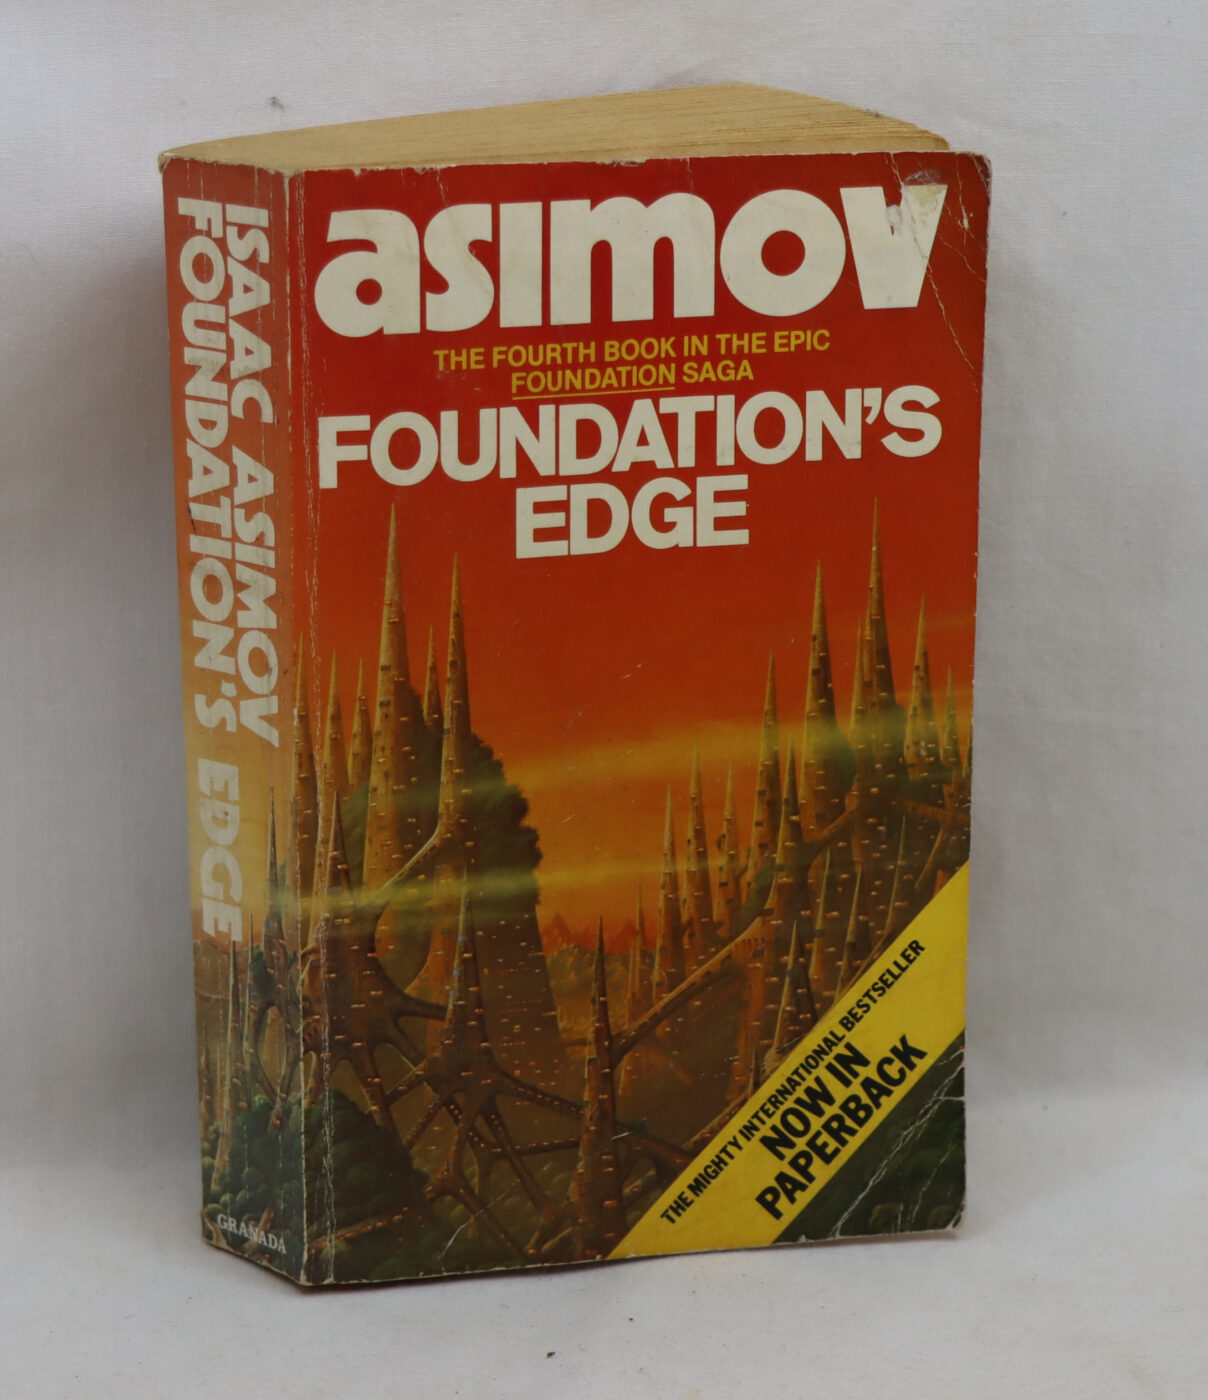 asimov
THE FOURTH BOOK IN THE EPIC
FOUNDATION SAGA
FOUNDATION'S
EDGE
THE MIGHTY INTERNATIONAL BESTSELLER
NOW IN
PAPERBACK
ISAAC ASIMOV
FOUNDATION'S EDGE
GRANADA